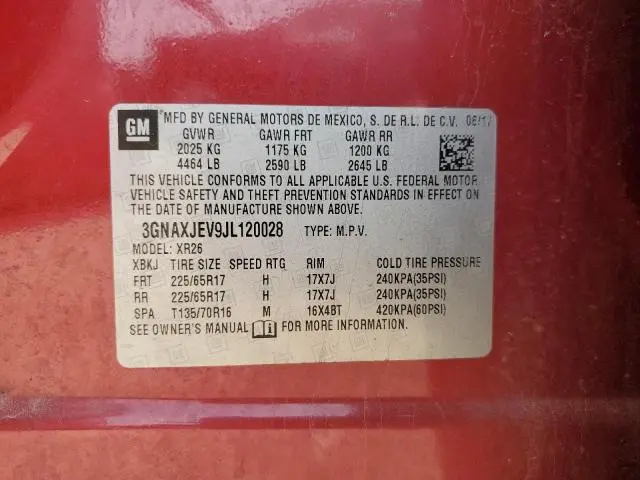 GM
MFD BY GENERAL MOTORS DE MEXICO, S. DE R.L. DE C.V. 06/17
GVWR GAWR FRT GAWR RR
2025 KG 1175 KG 1200 KG
4464 LB 2590 LB 2645 LB
THIS VEHICLE CONFORMS TO ALL APPLICABLE U.S. FEDERAL MOTOR
VEHICLE SAFETY AND THEFT PREVENTION STANDARDS IN EFFECT ON
THE DATE OF MANUFACTURE SHOWN ABOVE.
3GNAXJEV9JL120028 TYPE: M.P.V.
MODEL: XR26
XBKJ TIRE SIZE SPEED RTG RIM COLD TIRE PRESSURE
FRT 225/65R17 H 17X7J 240KPA(35PSI)
RR 225/65R17 H 17X7J 240KPA(35PSI)
SPA T135/70R16 M 16X4BT 420KPA(60PSI)
SEE OWNER'S MANUAL FOR MORE INFORMATION.